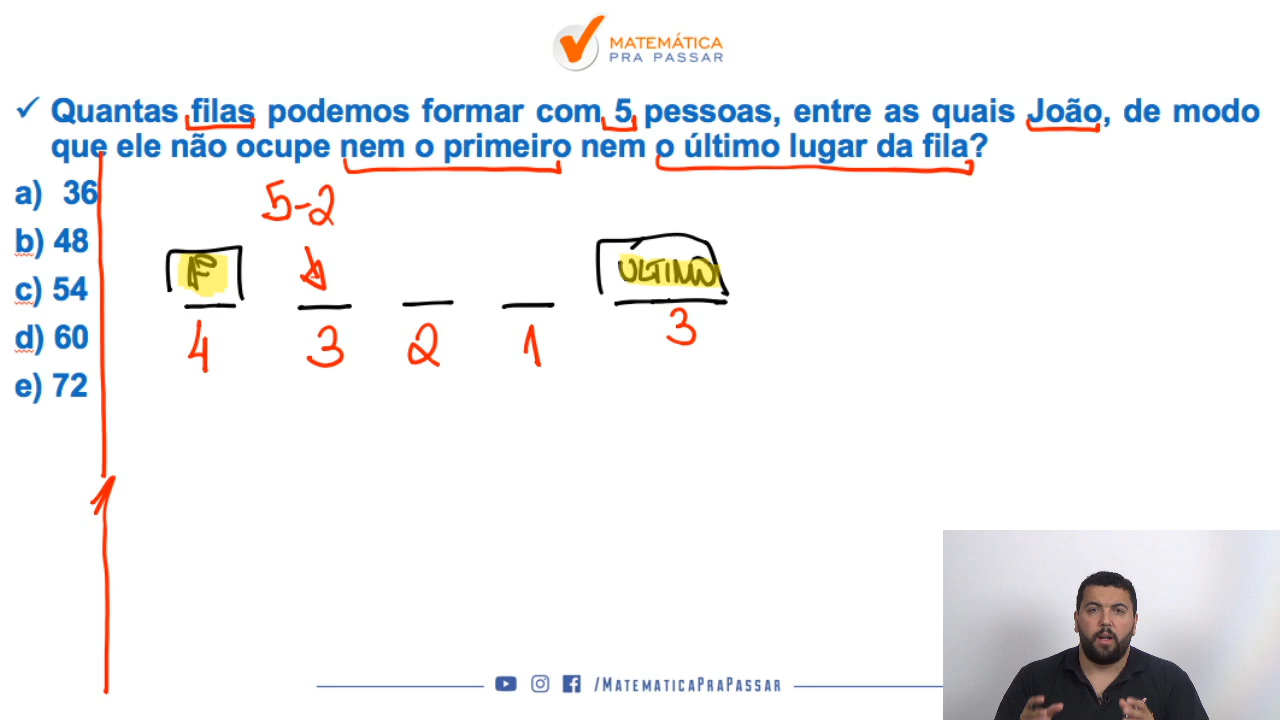 MATEMÁTICA
PRA PASSAR
✓ Quantas filas podemos formar com 5 pessoas, entre as quais João, de modo
que ele não ocupe nem o primeiro nem o último lugar da fila?
a) 36
b) 48
c) 54
d) 60
e) 72
5-2
1º
ÚLTIMO
4 3 2 1 3
/MATEMATICAPRAPASSAR